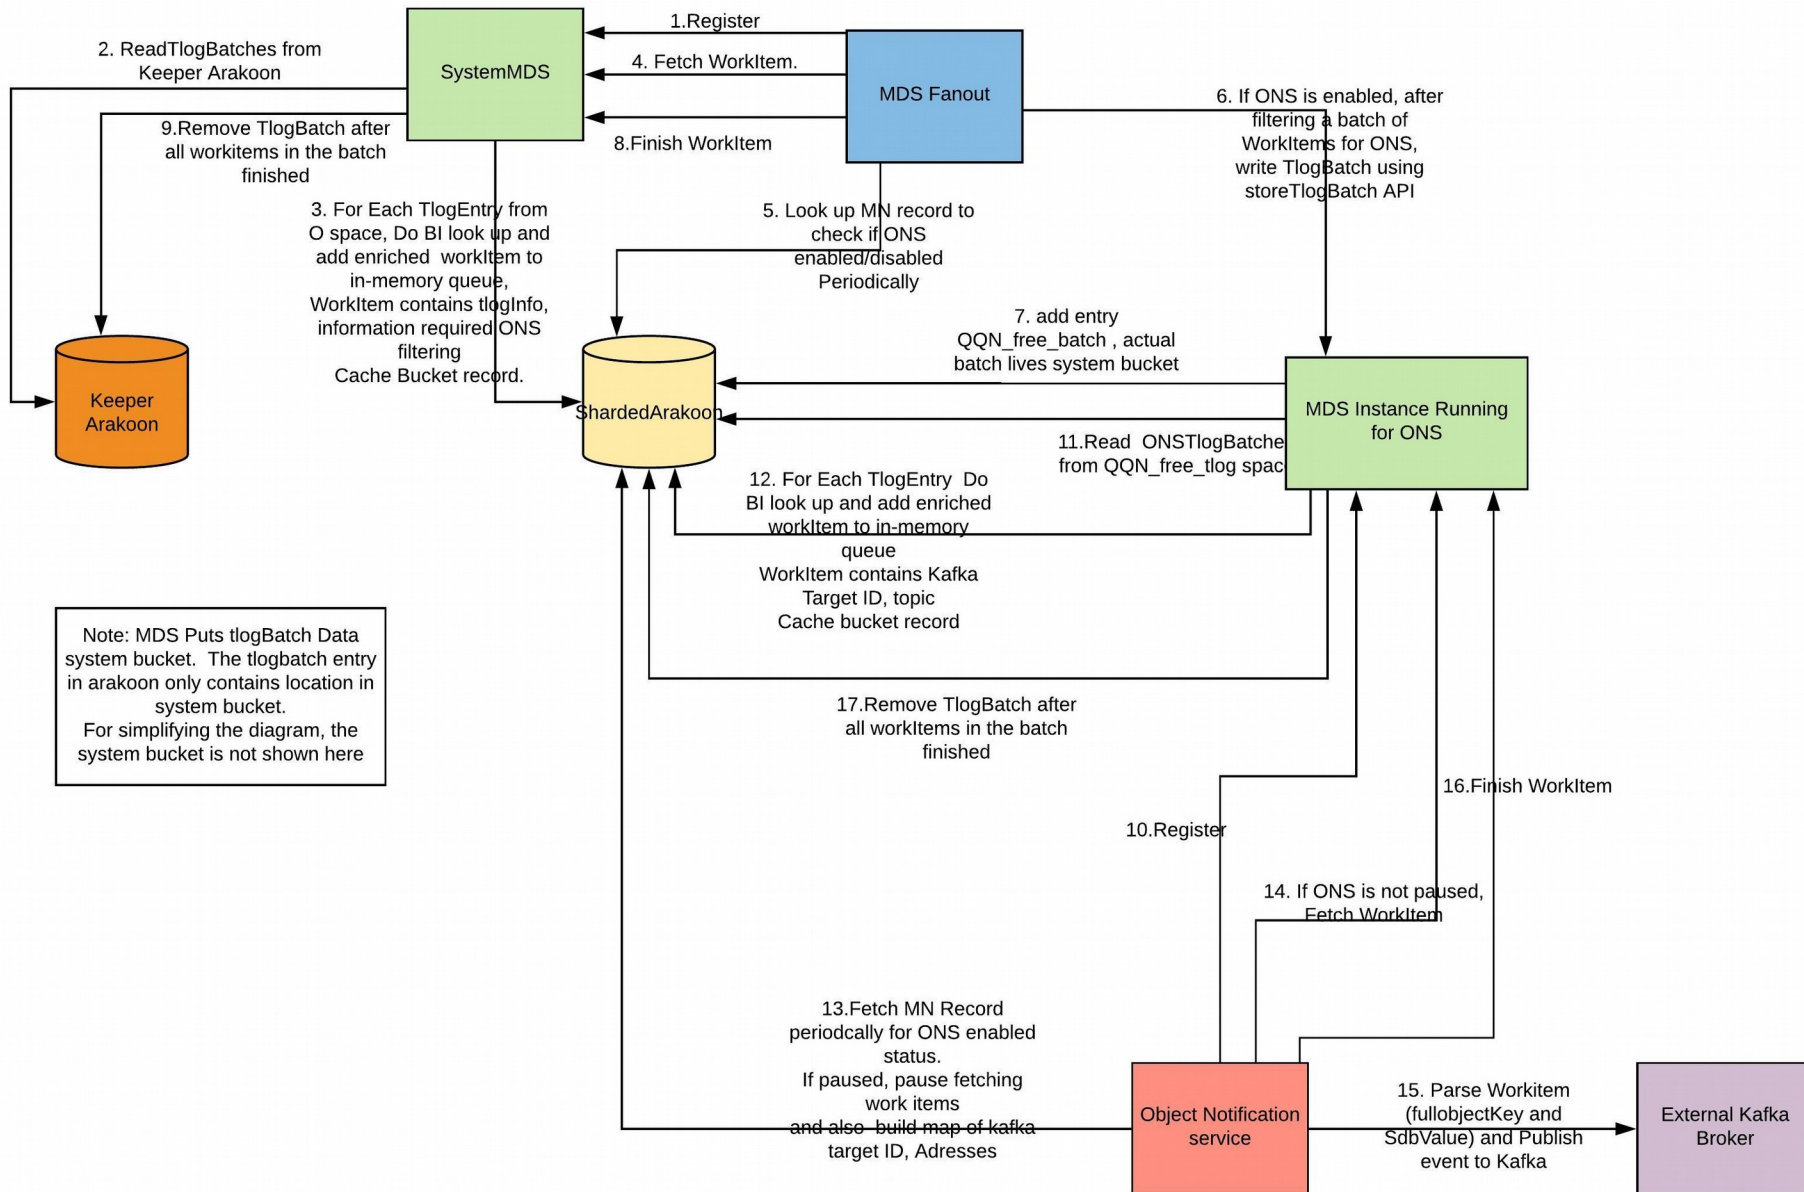 1.Register
2. ReadTlogBatches from
Keeper Arakoon
SystemMDS
4. Fetch WorkItem.
MDS Fanout
6. If ONS is enabled, after
filtering a batch of
WorkItems for ONS,
write TlogBatch using
storeTlogBatch API
9.Remove TlogBatch after
all workitems in the batch
finished
8.Finish WorkItem
3. For Each TlogEntry from
O space, Do BI look up and
add enriched workItem to
in-memory queue,
WorkItem contains tlogInfo,
information required ONS
filtering
Cache Bucket record.
5. Look up MN record to
check if ONS
enabled/disabled
Periodically
7. add entry
QQN_free_batch , actual
batch lives system bucket
Keeper
Arakoon
ShardedArakoon
MDS Instance Running
for ONS
11.Read ONSTlogBatche
from QQN_free_tlog spac
12. For Each TlogEntry Do
BI look up and add enriched
workItem to in-memory
queue
WorkItem contains Kafka
Target ID, topic
Cache bucket record
Note: MDS Puts tlogBatch Data
system bucket. The tlogbatch entry
in arakoon only contains location in
system bucket.
For simplifying the diagram, the
system bucket is not shown here
17.Remove TlogBatch after
all workItems in the batch
finished
16.Finish WorkItem
10.Register
14. If ONS is not paused,
Fetch WorkItem
13.Fetch MN Record
periodcally for ONS enabled
status.
If paused, pause fetching
work items
and also build map of kafka
target ID, Adresses
Object Notification
service
15. Parse Workitem
(fullobjectKey and
SdbValue) and Publish
event to Kafka
External Kafka
Broker